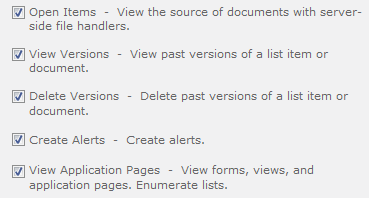 Open Items  -  View the source of documents with server-
side file handlers.
View Versions  -  View past versions of a list item or
document.
Delete Versions  -  Delete past versions of a list item or
document.
Create Alerts  -  Create alerts.
View Application Pages  -  View forms, views, and
application pages. Enumerate lists.